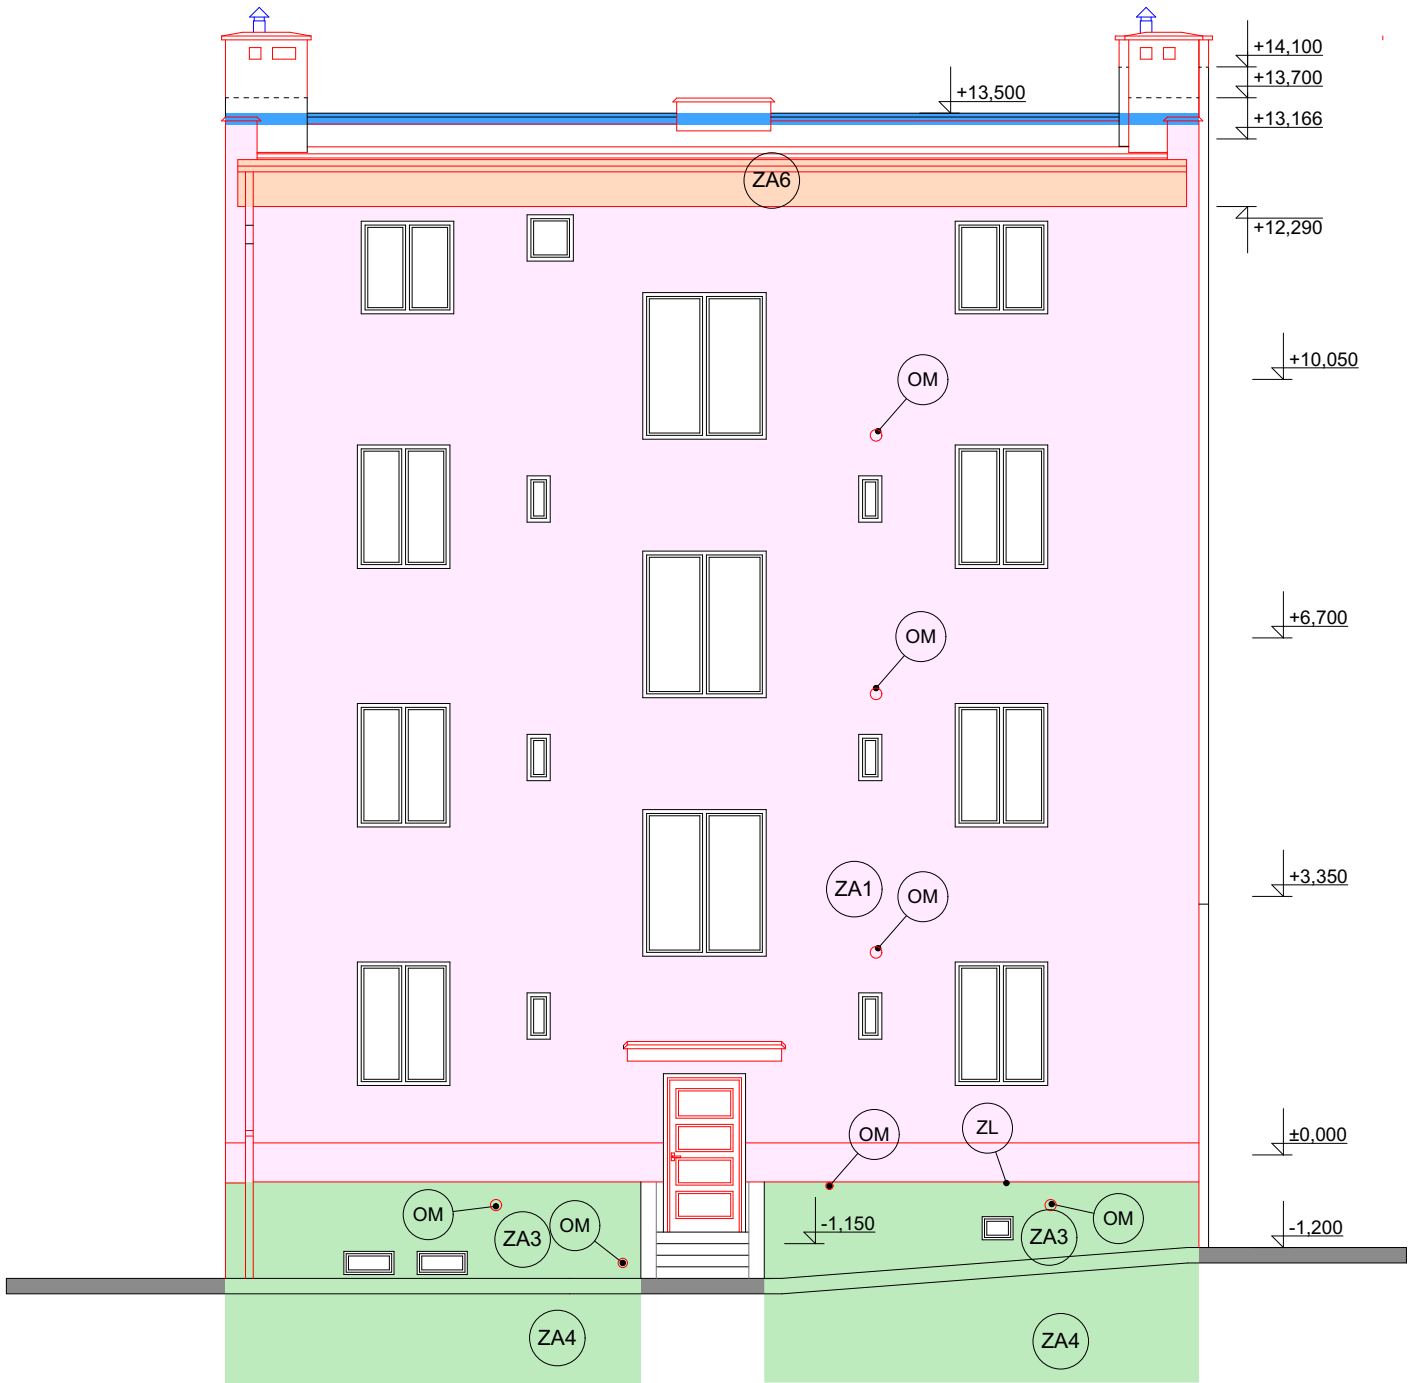 +14,100
+13,700
+13,500
+13,166
ZA6
+12,290
+10,050
OM
+6,700
OM
+3,350
ZA1
OM
OM
ZL
±0,000
OM
ZA3
OM
-1,150
ZA3
OM
-1,200
ZA4
ZA4